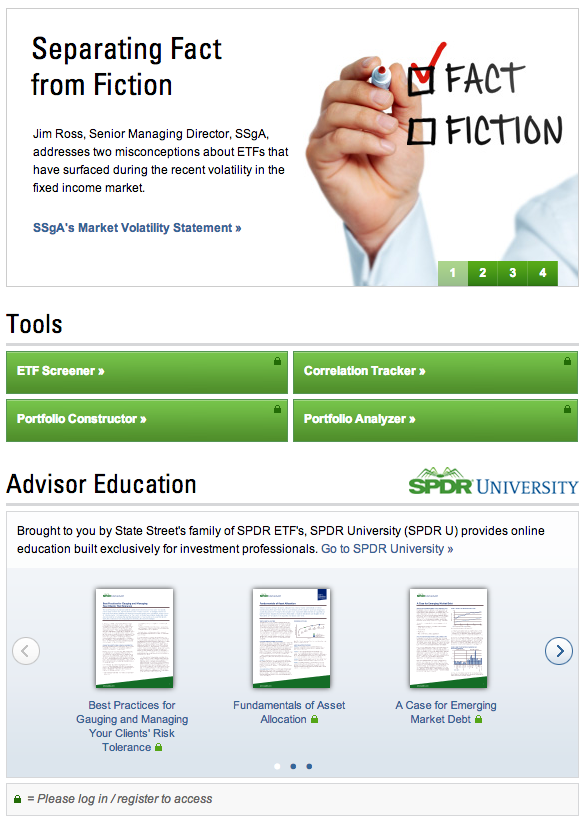 Separating Fact
from Fiction
FACT
FICTION
Jim Ross, Senior Managing Director, SSgA,
addresses two misconceptions about ETFs that
have surfaced during the recent volatility in the
fixed income market.
SSgA's Market Volatility Statement »
1 2 3 4
Tools
ETF Screener »
Correlation Tracker »
Portfolio Constructor »
Portfolio Analyzer »
Advisor Education
SPDR UNIVERSITY
Brought to you by State Street's family of SPDR ETF's, SPDR University (SPDR U) provides online
education built exclusively for investment professionals. Go to SPDR University »
Best Practices for
Gauging and Managing
Your Clients' Risk
Tolerance
Fundamentals of Asset
Allocation
A Case for Emerging
Market Debt
= Please log in / register to access